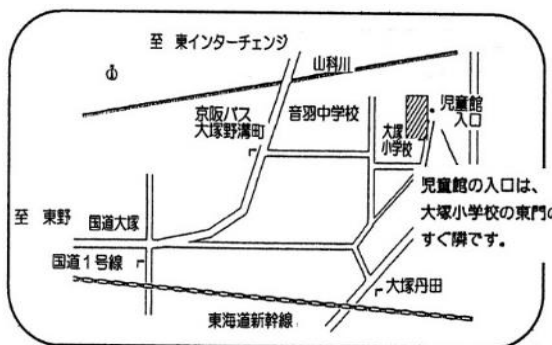 至 東インターチェンジ
山科川
京阪バス
大塚野溝町
音羽中学校
大塚
小学校
児童館
入口
児童館の入口は、
大塚小学校の東門の
すぐ隣です。
至 東野
国道大塚
国道1号線
大塚丹田
東海道新幹線